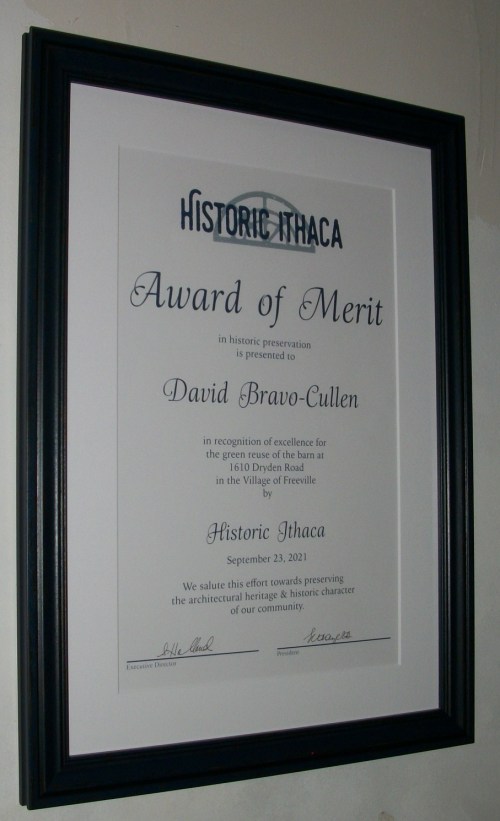 HISTORIC ITHACA
Award of Merit
in historic preservation
is presented to
David Bravo-Cullen
in recognition of excellence for
the green reuse of the barn at
1610 Dryden Road
in the Village of Freeville
by
Historic Ithaca
September 23, 2021
We salute this effort towards preserving
the architectural heritage & historic character
of our community.
Executive Director
President